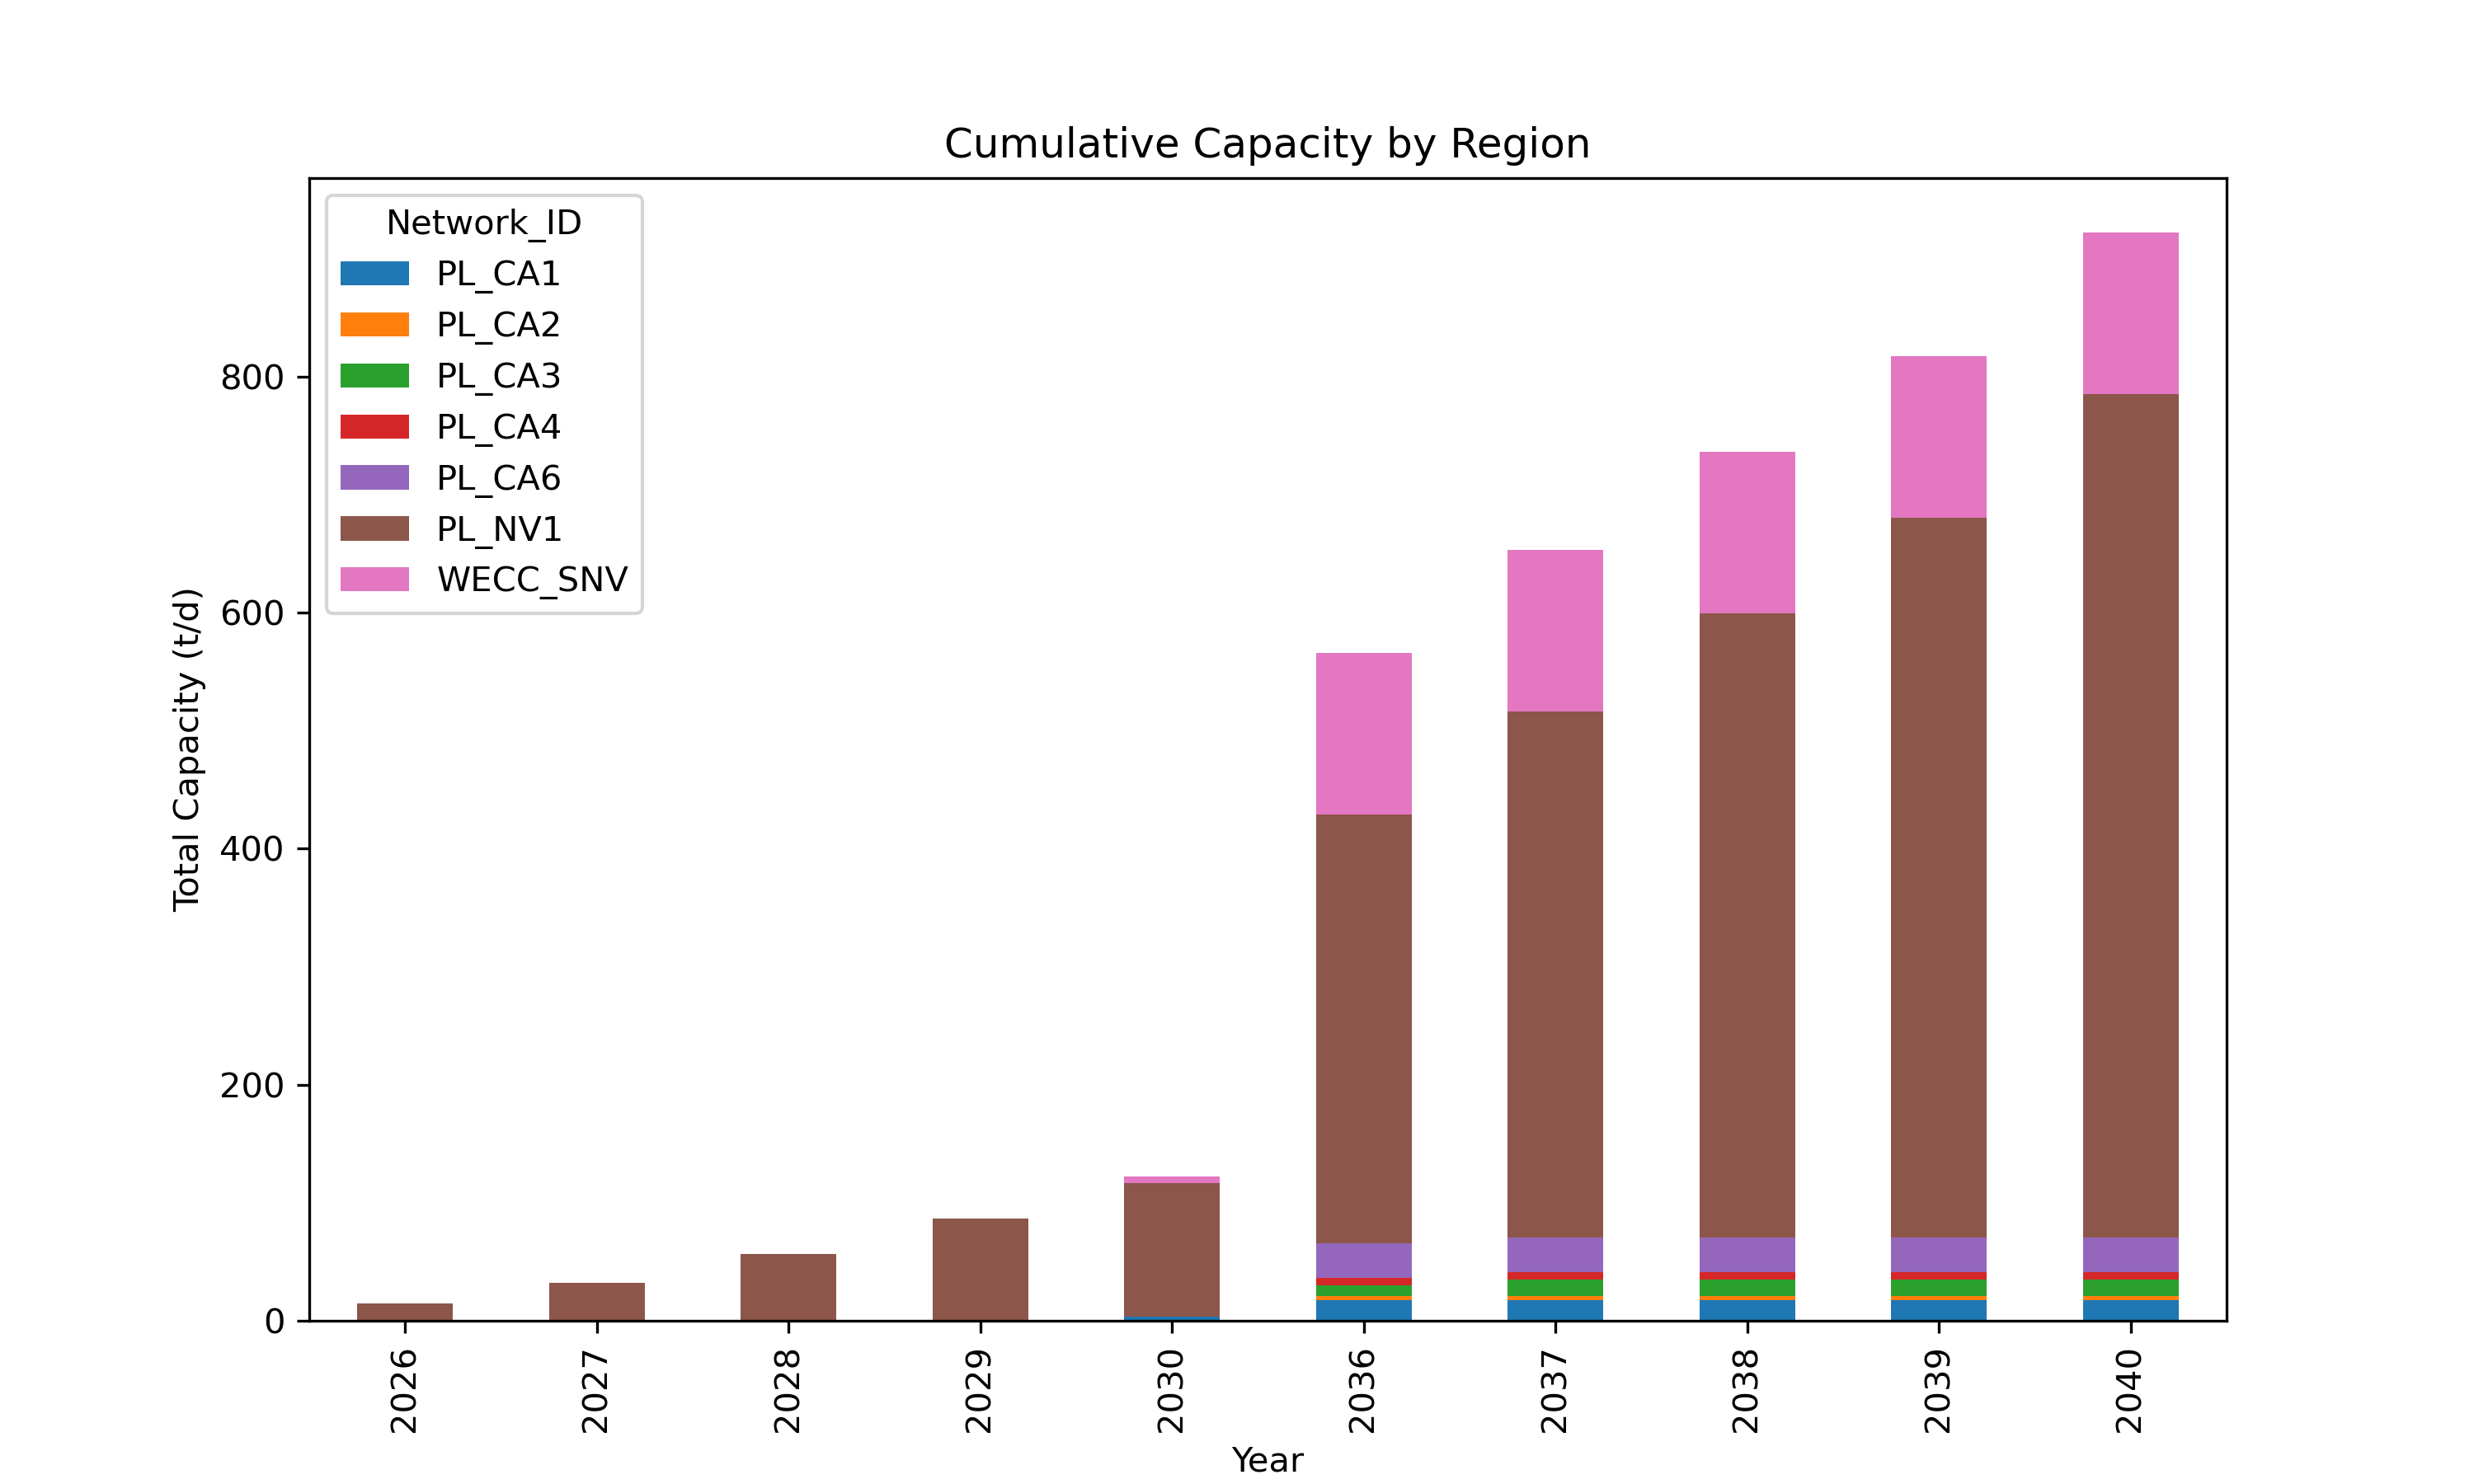 Cumulative Capacity by Region
Network_ID
PL_CA1
PL_CA2
PL_CA3
PL_CA4
PL_CA6
PL_NV1
WECC_SNV
Total Capacity (t/d)
800
600
400
200
0
2026 2027 2028 2029 2030 2036 2037 2038 2039 2040
Year